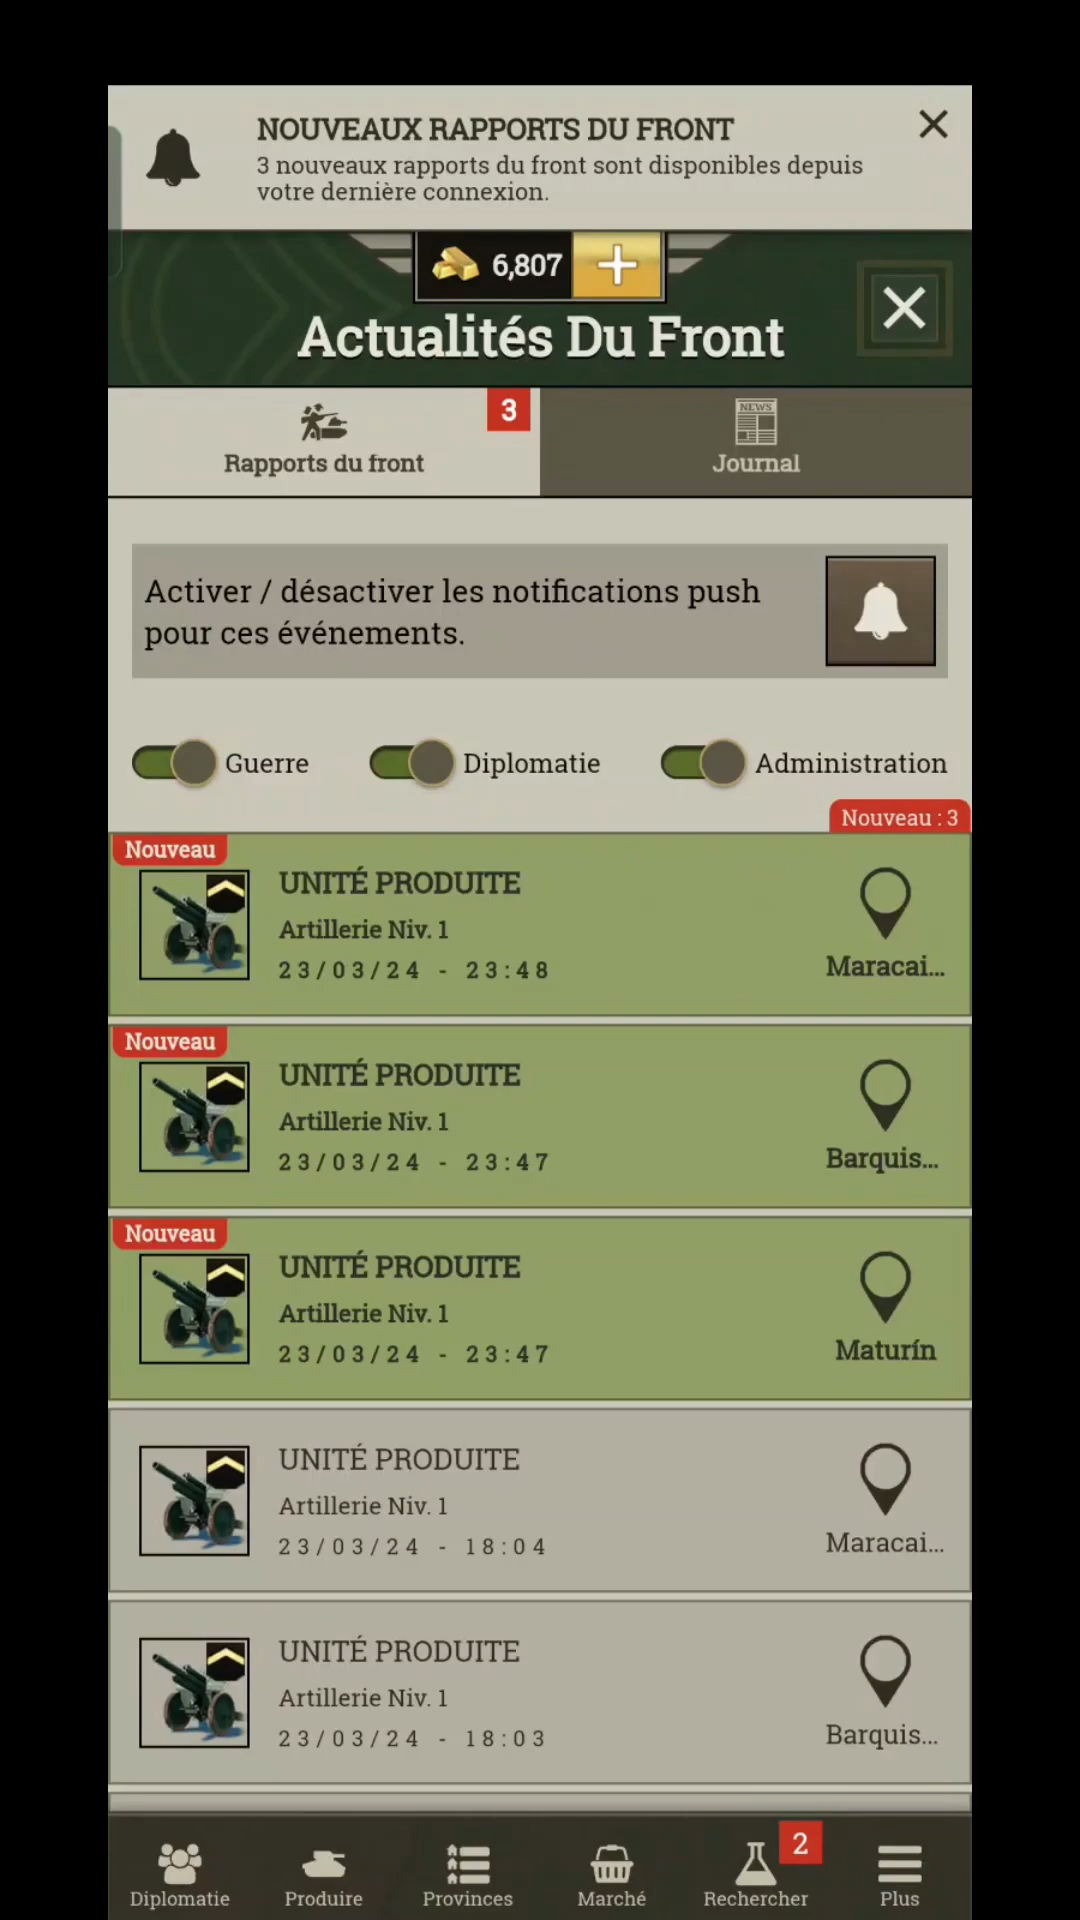 NOUVEAUX RAPPORTS DU FRONT
3 nouveaux rapports du front sont disponibles depuis
votre dernière connexion.
6,807
Actualités Du Front
3
NEWS
Rapports du front
Journal
Activer / désactiver les notifications push
pour ces événements.
Guerre
Diplomatie
Administration
Nouveau : 3
Nouveau
UNITÉ PRODUITE
Artillerie Niv. 1
23/03/24 - 23:48
Maracai...
Nouveau
UNITÉ PRODUITE
Artillerie Niv. 1
23/03/24 - 23:47
Barquis...
Nouveau
UNITÉ PRODUITE
Artillerie Niv. 1
23/03/24 - 23:47
Maturín
UNITÉ PRODUITE
Artillerie Niv. 1
23/03/24 - 18:04
Maracai...
UNITÉ PRODUITE
Artillerie Niv. 1
23/03/24 - 18:03
Barquis...
2
Diplomatie
Produire
Provinces
Marché
Rechercher
Plus